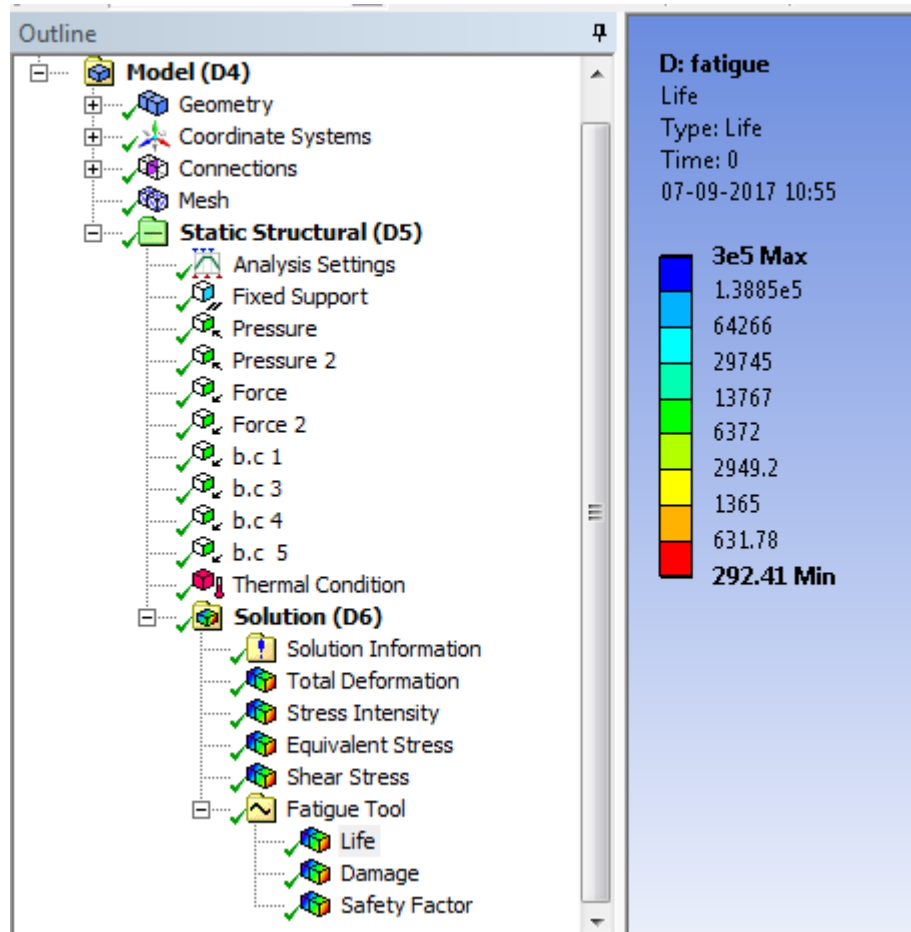 Outline
Model (D4)
Geometry
Coordinate Systems
Connections
Mesh
Static Structural (D5)
Analysis Settings
Fixed Support
Pressure
Pressure 2
Force
Force 2
b.c 1
b.c 3
b.c 4
b.c 5
Thermal Condition
Solution (D6)
Solution Information
Total Deformation
Stress Intensity
Equivalent Stress
Shear Stress
Fatigue Tool
Life
Damage
Safety Factor
D: fatigue
Life
Type: Life
Time: 0
07-09-2017 10:55
3e5 Max
1.3885e5
64266
29745
13767
6372
2949.2
1365
631.78
292.41 Min